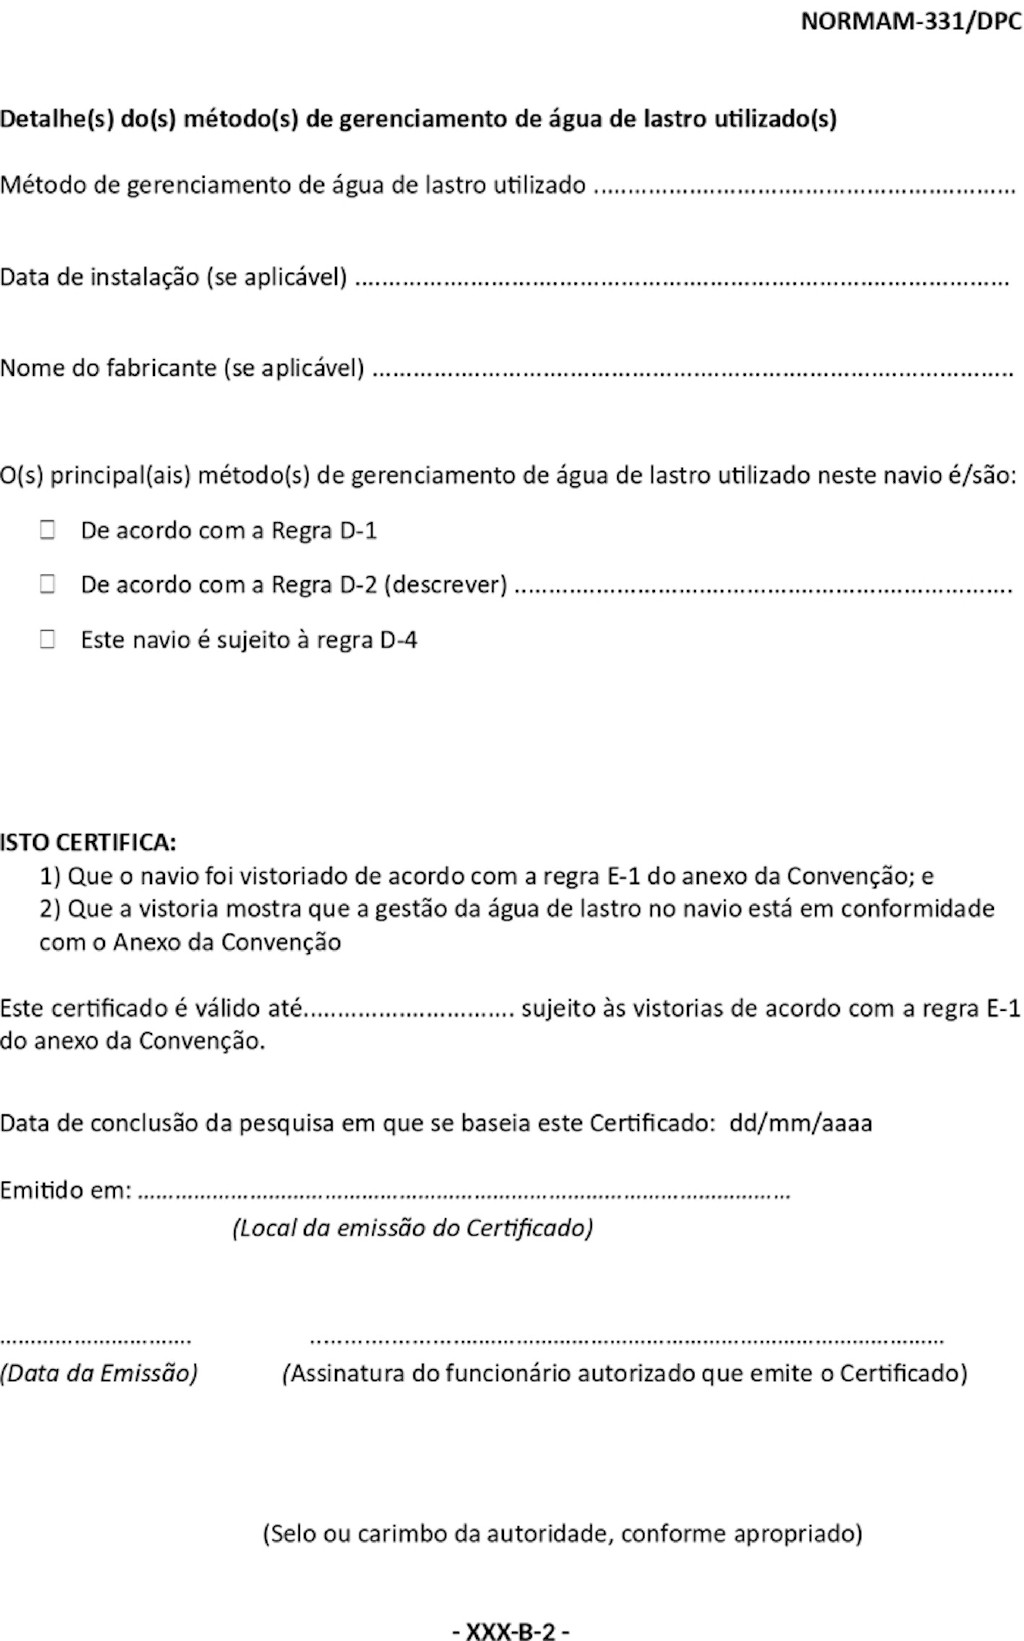 NORMAM-331/DPC
Detalhe(s) do(s) método(s) de gerenciamento de água de lastro utilizado(s)
Método de gerenciamento de água de lastro utilizado ..............................................................
Data de instalação (se aplicável) ................................................................................................
Nome do fabricante (se aplicável) ..............................................................................................
O(s) principal(ais) método(s) de gerenciamento de água de lastro utilizado neste navio é/são:
☐ De acordo com a Regra D-1
☐ De acordo com a Regra D-2 (descrever) .........................................................................
☐ Este navio é sujeito à regra D-4
ISTO CERTIFICA:
1) Que o navio foi vistoriado de acordo com a regra E-1 do anexo da Convenção; e
2) Que a vistoria mostra que a gestão da água de lastro no navio está em conformidade
com o Anexo da Convenção
Este certificado é válido até............................... sujeito às vistorias de acordo com a regra E-1
do anexo da Convenção.
Data de conclusão da pesquisa em que se baseia este Certificado: dd/mm/aaaa
Emitido em: ................................................................................................
(Local da emissão do Certificado)
............................ .............................................................................................
(Data da Emissão) (Assinatura do funcionário autorizado que emite o Certificado)
(Selo ou carimbo da autoridade, conforme apropriado)
- XXX-B-2 -